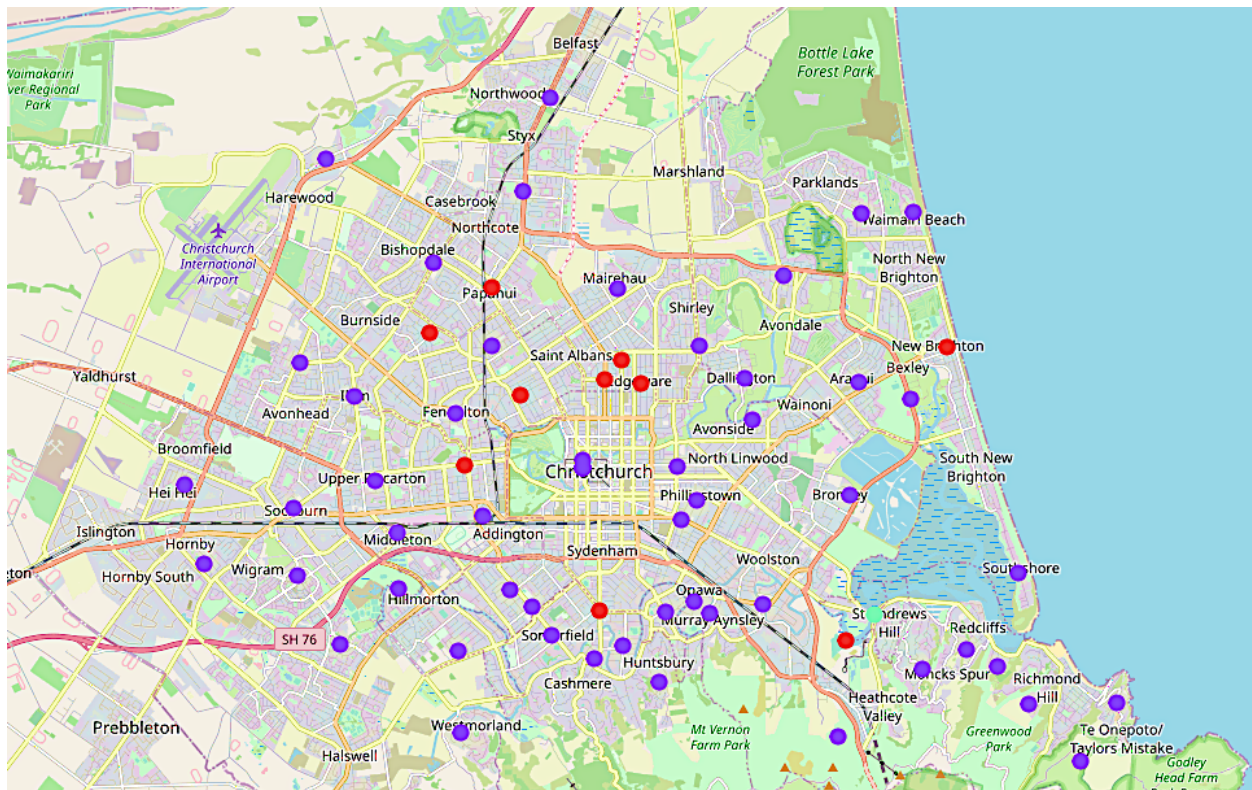 Belfast
Bottle Lake
Forest Park
Waimakariri
Regional
Park
Northwood
Styx
Marshland
Parklands
Harewood
Casebrook
Waimairi Beach
Northcote
Christchurch
International
Airport
Bishopdale
North New
Brighton
Mairehau
Papanui
Shirley
Burnside
Avondale
New Brighton
Saint Albans
Bexley
Yaldhurst
Edgeware
Dallington
Aranui
Avonhead
Ilam
Fendalton
Wainoni
Avonside
Broomfield
North Linwood
South New
Brighton
Christchurch
Upper Riccarton
Hei Hei
Phillipstown
Bromley
Sockburn
Islington
Addington
Middleton
Hornby
Sydenham
Woolston
Hornby South
Wigram
Southshore
Hillmorton
Opawa
St Andrews
Hill
Murray Aynsley
Redcliffs
SH 76
Somerfield
Huntsbury
Moncks Spur
Richmond
Hill
Cashmere
Heathcote
Valley
Prebbleton
Westmorland
Mt Vernon
Farm Park
Greenwood
Park
Te Onepoto/
Taylors Mistake
Halswell
Godley
Head Farm